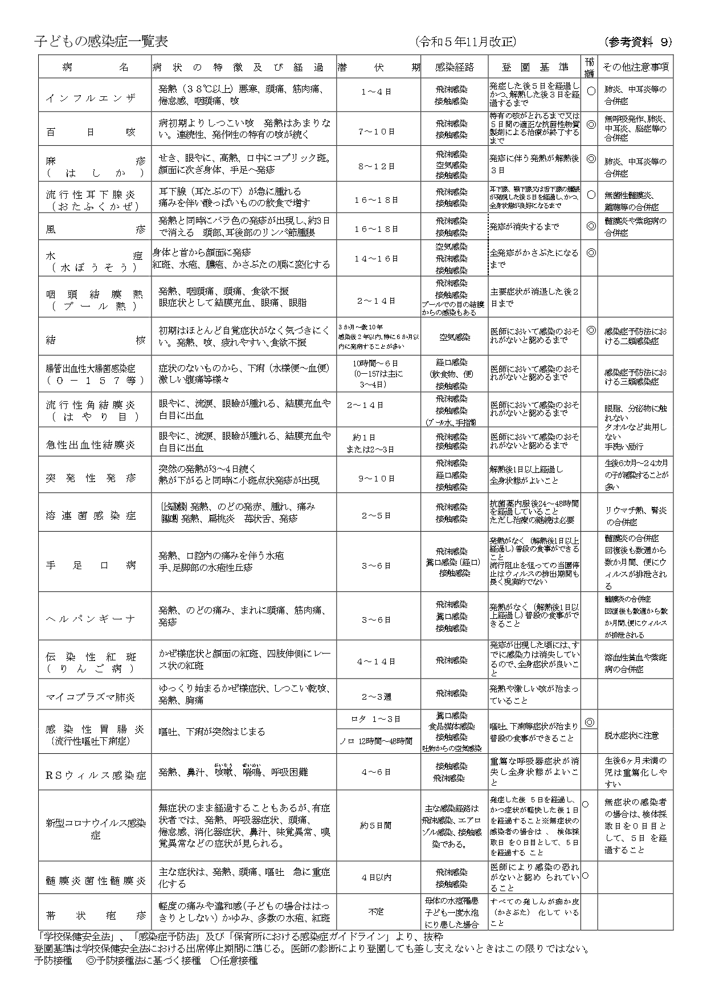 子どもの感染症一覧表 (令和５年11月改正) (参考資料 9)
病名 病状の特徴及び経過 潜伏期 感染経路 登園基準 予防接種 その他注意事項
インフルエンザ
発熱（３８℃以上）悪寒、頭痛、筋肉痛、
倦怠感、咽頭痛、咳
１～４日
飛沫感染
接触感染
発症した後５日を経過し
かつ、解熱した後３日を経
過するまで
○
肺炎、中耳炎等の
合併症
百日咳
病初期よりしつこい咳　発熱はあまりな
い。連続性、発作性の特有の咳が続く
７～１０日
飛沫感染
接触感染
特有の咳がとれるまで又は
５日間の適正な抗菌性物質
製剤による治療が終了する
まで
◎
無呼吸発作、肺炎、
中耳炎、脳症等の
合併症
麻疹
（はしか）
せき、眼やに、高熱、口中にコプリック斑。
顔面に次ぎ身体、手足へ発疹
８～１２日
飛沫感染
空気感染
接触感染
発疹に伴う発熱が解熱後
３日
◎
肺炎、中耳炎等の
合併症
流行性耳下腺炎
（おたふくかぜ）
耳下腺（耳たぶの下）が急に腫れる
痛みを伴い酸っぱいものの飲食で増す
１６～１８日
飛沫感染
接触感染
耳下腺、顎下腺又は舌下腺の腫脹
が発現した後５日を経過し、かつ、
全身状態が良好になるまで
○
無菌性髄膜炎、
難聴等の合併症
風疹
発熱と同時にバラ色の発疹が出現し、約3日
で消える　頭部、耳後部のリンパ節腫脹
１６～１８日
飛沫感染
接触感染
発疹が消失するまで
◎
髄膜炎や紫斑病の
合併症
水痘
（水ぼうそう）
身体と首から顔面に発疹
紅斑、水疱、膿疱、かさぶたの順に変化する
１４～１６日
空気感染
飛沫感染
接触感染
全発疹がかさぶたになる
まで
◎
咽頭結膜熱
（プール熱）
発熱、咽頭痛、頭痛、食欲不振
眼症状として結膜充血、眼痛、眼脂
２～１４日
飛沫感染
接触感染
プールでの目の結膜
からの感染もある
主要症状が消退した後２
日まで
結核
初期はほとんど自覚症状がなく気づきにく
い。発熱、咳、疲れやすい、食欲不振
３か月～数10年
感染後２年以内、特に６か月以
内に発病することが多い
空気感染
医師において感染のおそ
れがないと認めるまで
◎
感染症予防法にお
ける二類感染症
腸管出血性大腸菌感染症
（０－１５７等）
症状のないものから、下痢（水様便～血便）
激しい腹痛等様々
10時間～６日
（0－157は主に
3～4日）
経口感染
(飲食物、便)
接触感染
医師において感染のおそ
れがないと認めるまで
感染症予防法にお
ける三類感染症
流行性角結膜炎
（はやり目）
眼やに、流涙、眼瞼が腫れる、結膜充血や
白目に出血
２～１４日
飛沫感染
接触感染
(プール水、手指等)
医師において感染のおそ
れがないと認めるまで
眼脂、分泌物に触
れない
タオルなど共用し
ない
手洗い励行
急性出血性結膜炎
眼やに、流涙、眼瞼が腫れる、結膜充血や
白目に出血
約１日
または2～3日
飛沫感染
接触感染
医師において感染のおそ
れがないと認めるまで
突発性発疹
突然の発熱が3～4日続く
熱が下がると同時に小斑点状発疹が出現
９～１０日
飛沫感染
経口感染
接触感染
解熱後1日以上経過し
全身状態がよいこと
生後６カ月～２４カ月
の子が感染することが
多い
溶連菌感染症
(上気道感染) 発熱、のどの発赤、腫れ、痛み
発熱、扁桃炎　苺状舌、発疹
２～５日
飛沫感染
接触感染
抗菌薬内服後24～48時間
を経過していること
ただし治療の継続は必要
リウマチ熱、腎炎
の合併症
手足口病
発熱、口腔内の痛みを伴う水疱
手、足脚部の水疱性丘疹
３～６日
飛沫感染
糞口感染（経口）
接触感染
発熱がなく（解熱後1日以上
経過し）普段の食事ができる
こと
流行阻止を狙っての当園停
止はウィルスの排出期間も
長く現実的でない
髄膜炎の合併症
回復後も数週から
数か月間、便にウ
ィルスが排泄され
る
ヘルパンギーナ
発熱、のどの痛み、まれに頭痛、筋肉痛、
発疹
３～６日
飛沫感染
糞口感染
接触感染
発熱がなく（解熱後1日以
上経過し）普段の食事がで
きること
髄膜炎の合併症
回復後も数週から数
か月間、便にウィルス
が排泄される
伝染性紅斑
（りんご病）
かぜ様症状と顔面の紅斑、四肢伸側にレー
ス状の紅斑
４～１４日
飛沫感染
発疹が出現した頃には、す
でに感染力は消失してい
るので、全身症状が良いこ
と
溶血性貧血や紫斑
病の合併症
マイコプラズマ肺炎
ゆっくり始まるかぜ様症状、しつこい乾咳、
発熱、胸痛
２～３週
飛沫感染
発熱や激しい咳が治まっ
ていること
感染性胃腸炎
（流行性嘔吐下痢症）
嘔吐、下痢が突然はじまる
ロタ １～３日
ノロ 12時間～48時間
糞口感染
食品媒体感染
接触感染
吐物からの空気感染
嘔吐、下痢等症状が治まり
普段の食事ができること
◎
脱水症状に注意
RSウィルス感染症
発熱、鼻汁、咳嗽（がいそう）、喘鳴（ぜいめい）、呼吸困難
４～６日
接触感染
飛沫感染
重篤な呼吸器症状が消
失し全身状態がよいこ
と
生後6ヶ月未満の
児は重篤化しや
すい
新型コロナウイルス感染
症
無症状のまま経過することもあるが、有症
状者では、発熱、呼吸器症状、頭痛、
倦怠感、消化器症状、鼻汁、味覚異常、嗅
覚異常などの症状が見られる。
約５日間
主な感染経路は
飛沫感染、エアロ
ゾル感染、接触感
染である。
発症した後 ５日を経過し、
かつ症状が軽快した後１日
を経過すること※無症状の
感染者の場合は 、 検体採
取日 を０日目として、５日
を経過する こと
○
無症状の感染者
の場合は、検体採
取日を０日目と
して、５日 を経
過すること
髄膜炎菌性髄膜炎
主な症状は、発熱、頭痛、嘔吐　急に重症
化する
４日以内
飛沫感染
接触感染
医師により感染の恐れ
がないと認め られてい
ること
○
帯状疱疹
軽度の痛みや違和感（子どもの場合ははっ
きりとしない）かゆみ、多数の水疱、紅斑
不定
母体の水痘罹患
子ども一度水泡
にり患した場合
すべての発しんが痂か皮
（かさぶた） 化して いる
こと
「学校保健安全法」、「感染症予防法」及び「保育所における感染症ガイドライン」より、抜粋
登園基準は学校保健安全法における出席停止期間に準じる。医師の診断により登園しても差し支えないときはこの限りではない。
予防接種　◎予防接種法に基づく接種　○任意接種